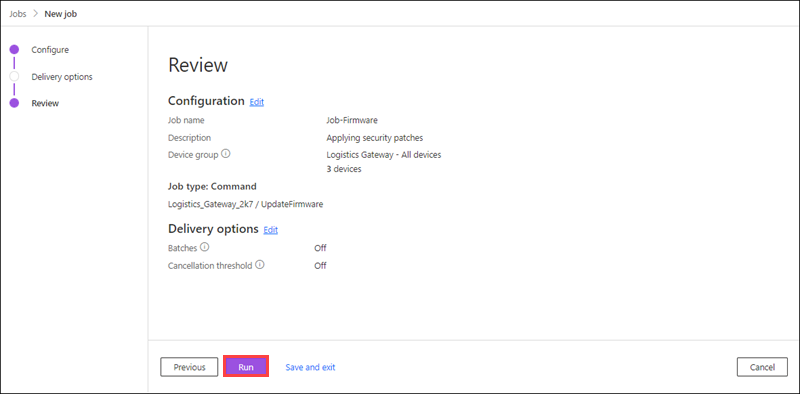 Jobs > New job
Configure
Delivery options
Review
Review
Configuration Edit
Job name Job-Firmware
Description Applying security patches
Device group Logistics Gateway - All devices
3 devices
Job type: Command
Logistics_Gateway_2k7 / UpdateFirmware
Delivery options Edit
Batches Off
Cancellation threshold Off
Previous Run Save and exit Cancel